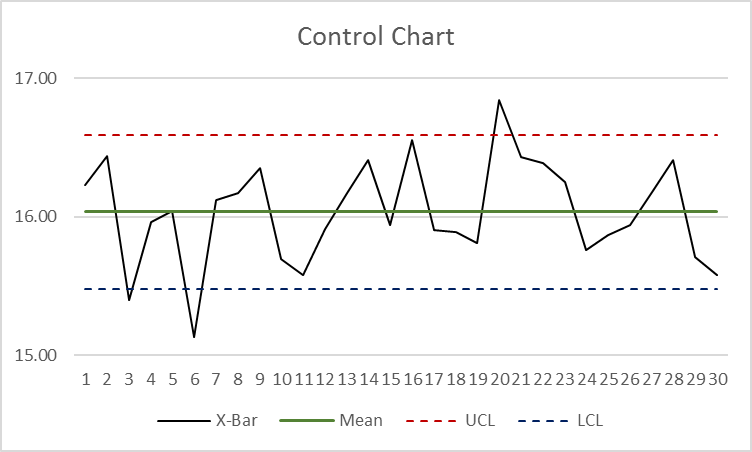 Control Chart
17.00
16.00
15.00
1 2 3 4 5 6 7 8 9 10 11 12 13 14 15 16 17 18 19 20 21 22 23 24 25 26 27 28 29 30
X-Bar Mean UCL LCL